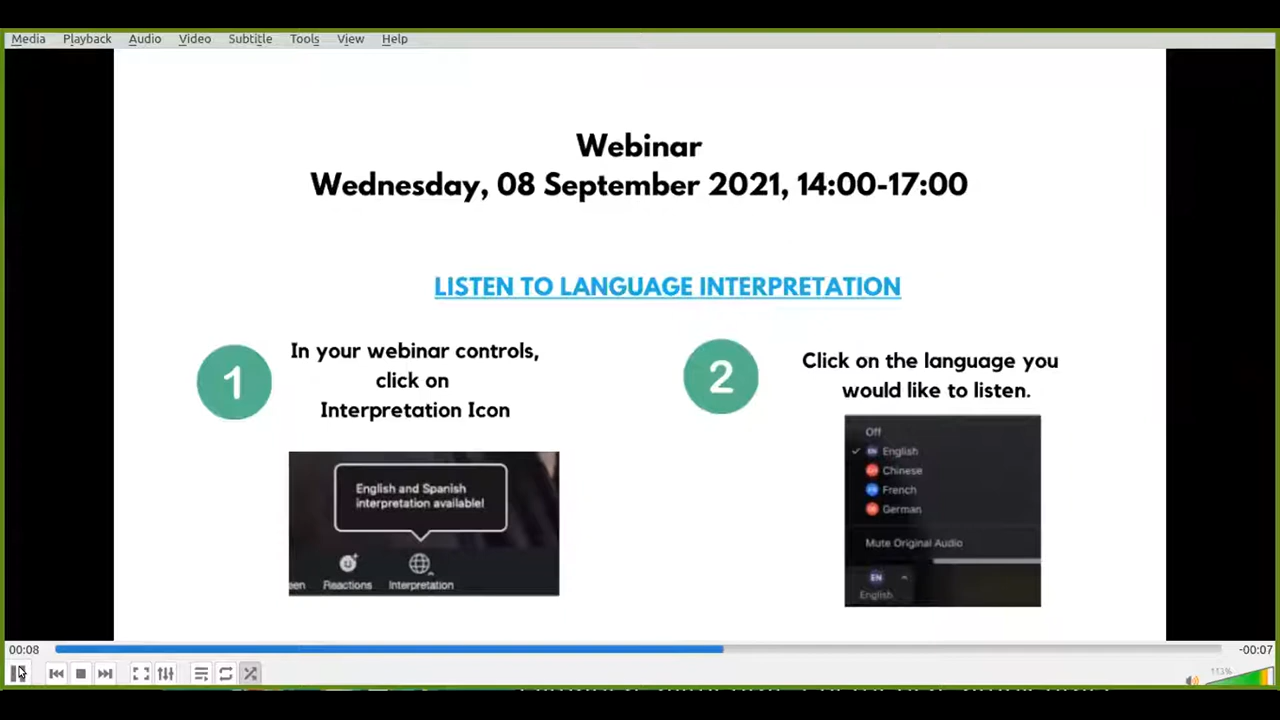 Media Playback Audio Video Subtitle Tools View Help
Webinar
Wednesday, 08 September 2021, 14:00-17:00
LISTEN TO LANGUAGE INTERPRETATION
1
In your webinar controls,
click on
Interpretation Icon
English and Spanish
interpretation available!
Reactions Interpretation
2
Click on the language you
would like to listen.
Off
EN English
Chinese
French
German
Mute Original Audio
EN
English
00:08
-00:07
113%